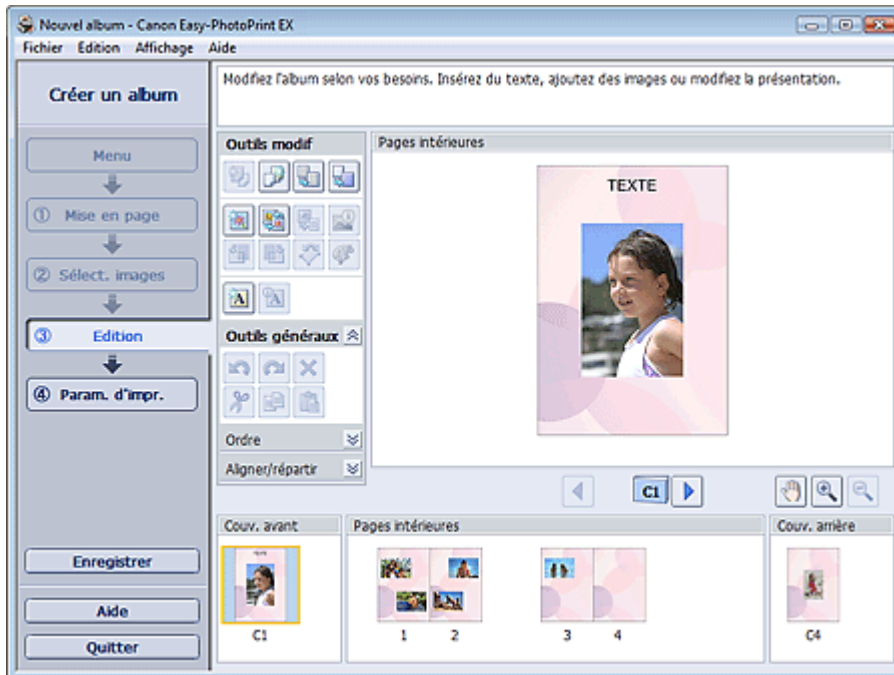 Nouvel album - Canon Easy-PhotoPrint EX
Fichier Edition Affichage Aide
Créer un album
Modifiez l'album selon vos besoins. Insérez du texte, ajoutez des images ou modifiez la présentation.
Menu
① Mise en page
② Sélect. images
③ Edition
④ Param. d'impr.
Enregistrer
Aide
Quitter
Outils modif
A
A
Outils généraux
Ordre
Aligner/répartir
Pages intérieures
TEXTE
C1
Couv. avant
TEXTE
C1
Pages intérieures
1 2 3 4
Couv. arrière
C4